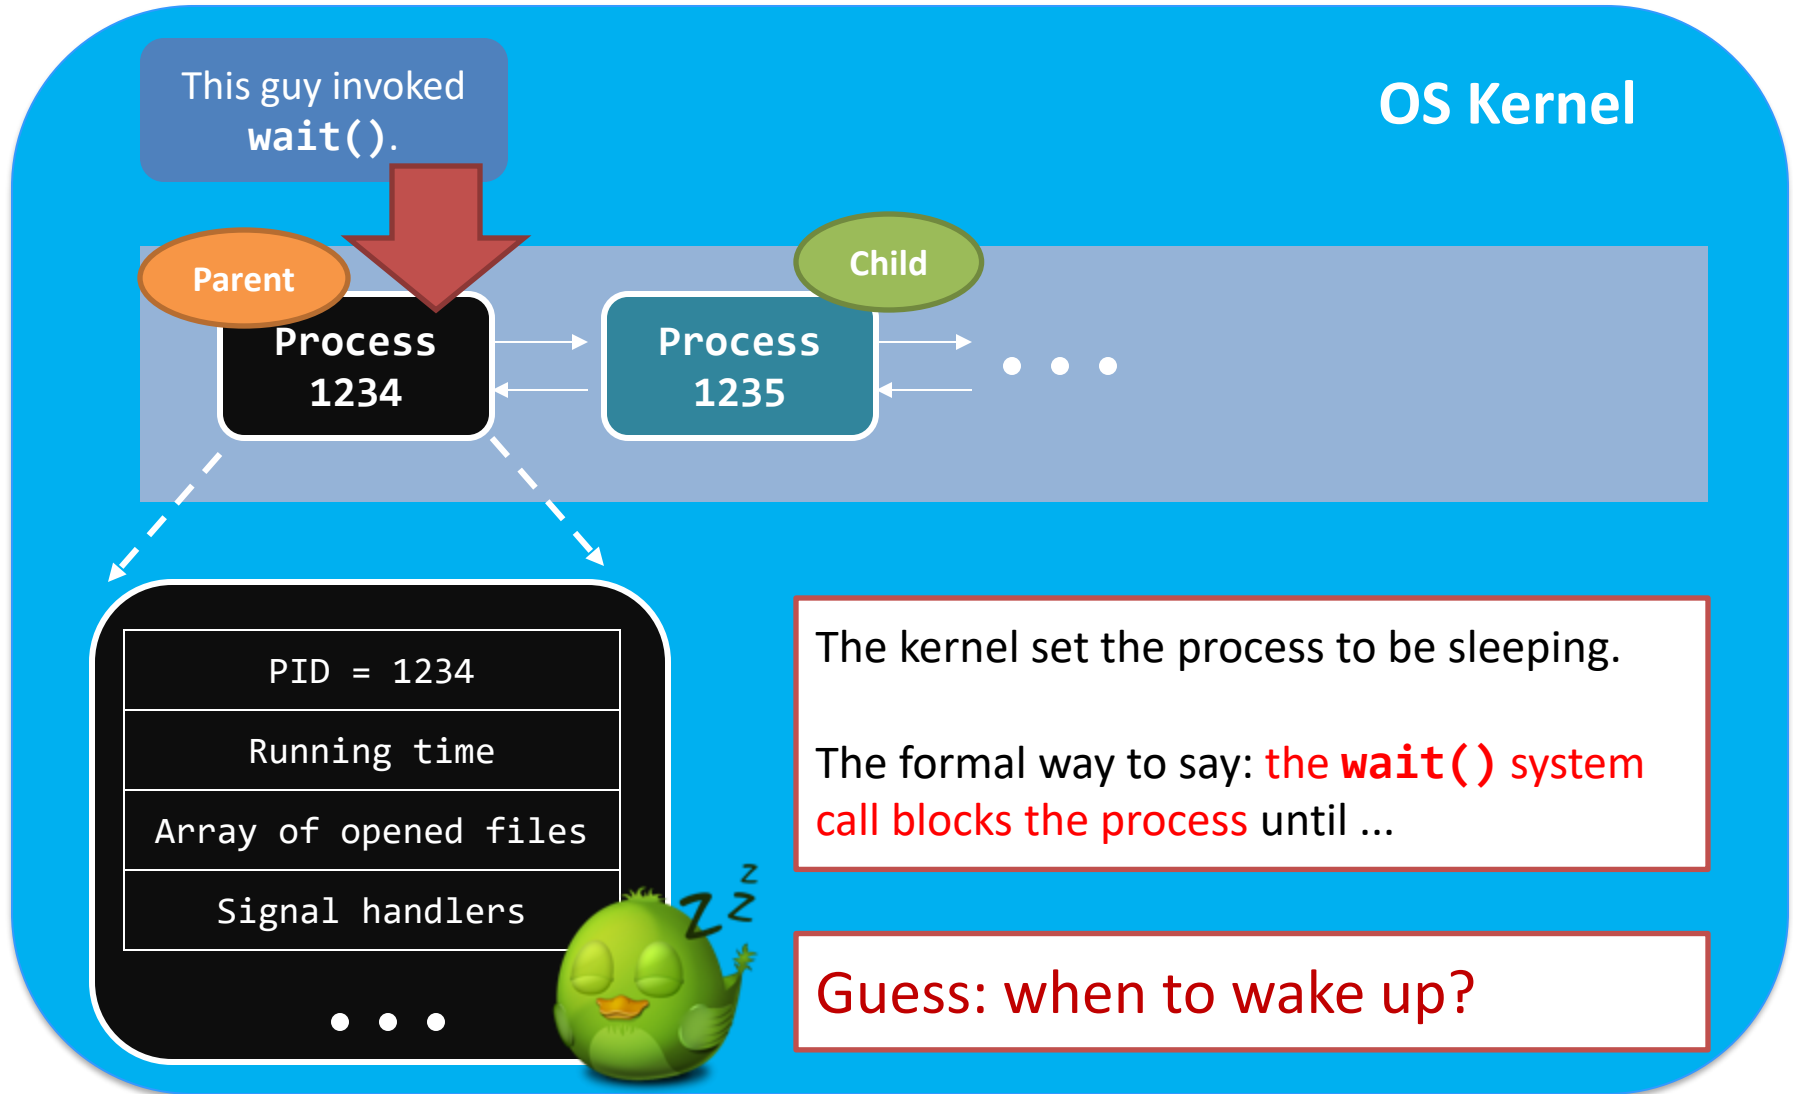 This guy invoked
wait().
OS Kernel
Parent
Child
Process
1234
Process
1235
PID = 1234
Running time
Array of opened files
Signal handlers
z
z
z
The kernel set the process to be sleeping.
The formal way to say: the wait() system
call blocks the process until ...
Guess: when to wake up?